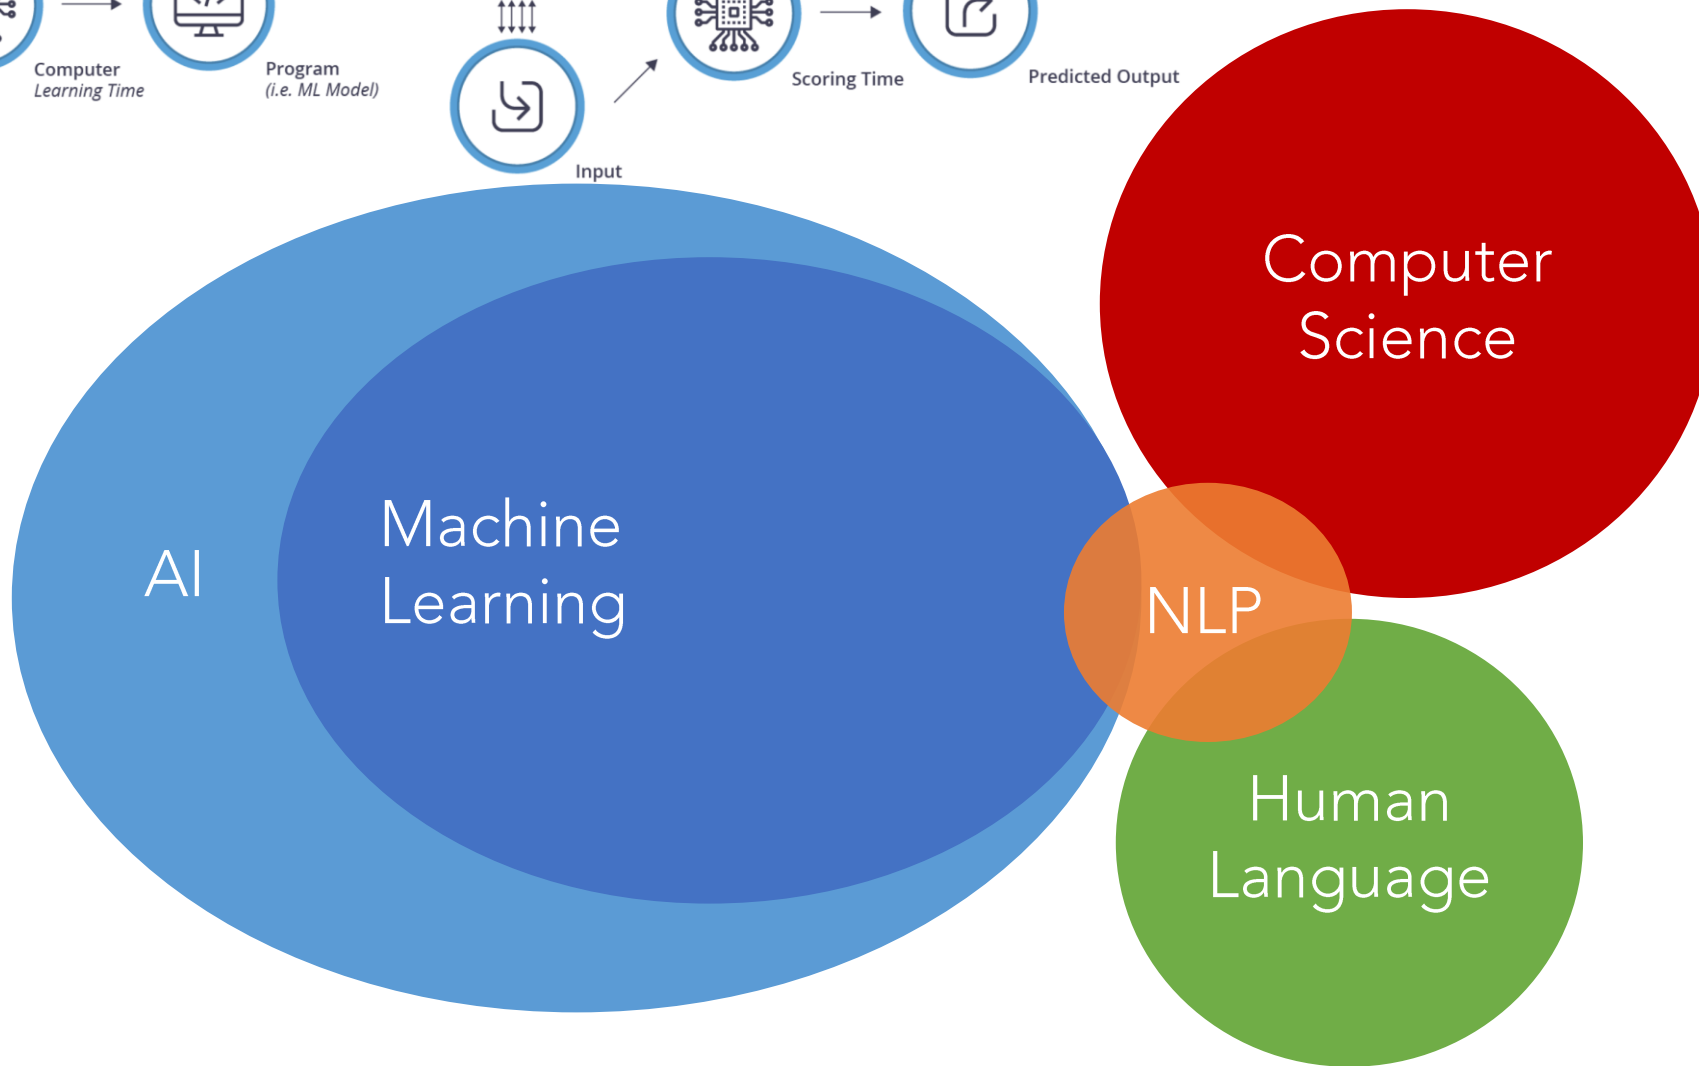 Computer
Learning Time
Program
(i.e. ML Model)
Input
Scoring Time
Predicted Output
Computer
Science
AI
Machine
Learning
NLP
Human
Language